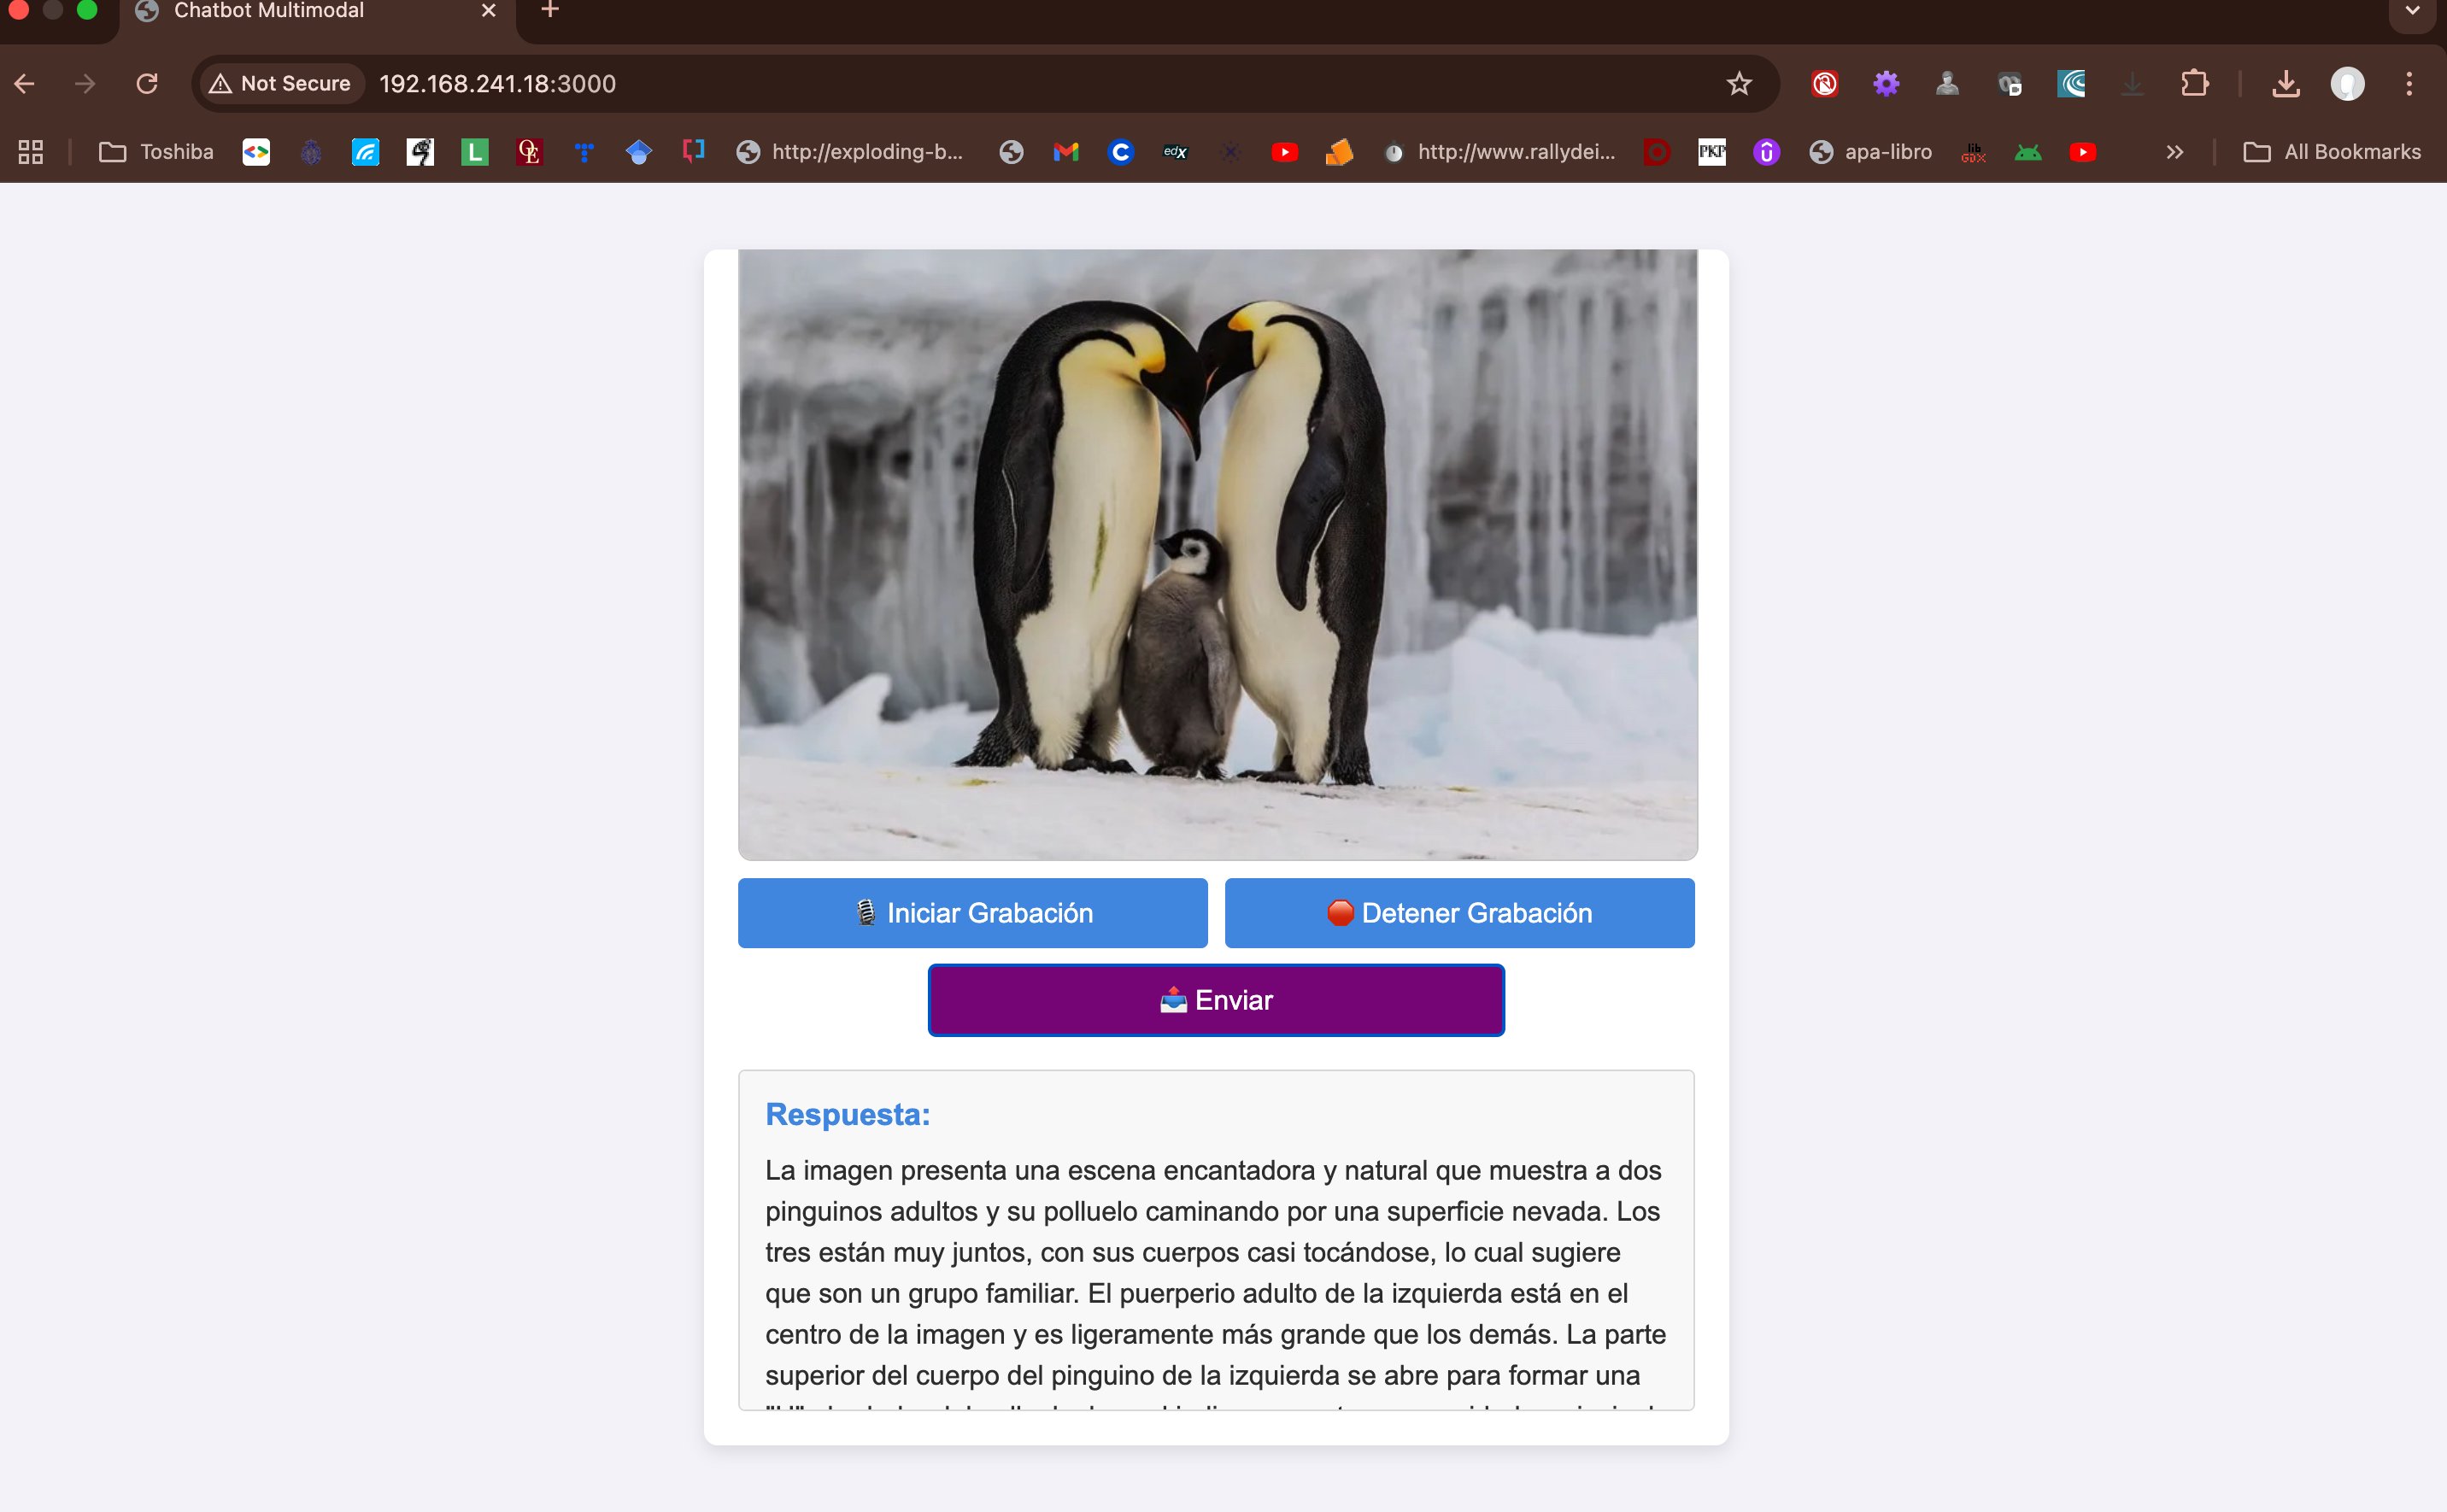 Chatbot Multimodal
Not Secure 192.168.241.18:3000
Toshiba http://exploding-b... edX http://www.rallydei... PKP apa-libro lib GDX All Bookmarks
Iniciar Grabación Detener Grabación
Enviar
Respuesta:
La imagen presenta una escena encantadora y natural que muestra a dos
pinguinos adultos y su polluelo caminando por una superficie nevada. Los
tres están muy juntos, con sus cuerpos casi tocándose, lo cual sugiere
que son un grupo familiar. El puerperio adulto de la izquierda está en el
centro de la imagen y es ligeramente más grande que los demás. La parte
superior del cuerpo del pinguino de la izquierda se abre para formar una